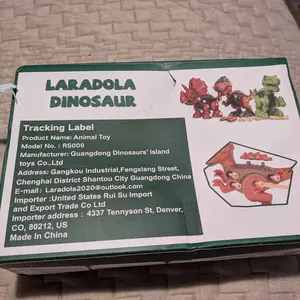 LARADOLA
DINOSAUR
Tracking Label
Product Name: Animal Toy
Model No. : RS009
Manufacturer: Guangdong Dinosaurs' Island
toys Co.,Ltd
Address: Gangkou Industrial,Fengxiang Street,
Chenghai District Shantou City Guangdong China
E-mail : Laradola2020@outlook.com
Importer :United States Rui Su Import
and Export Trade Co Ltd
Importer address : 4337 Tennyson St, Denver,
CO, 80212, US
Made In China